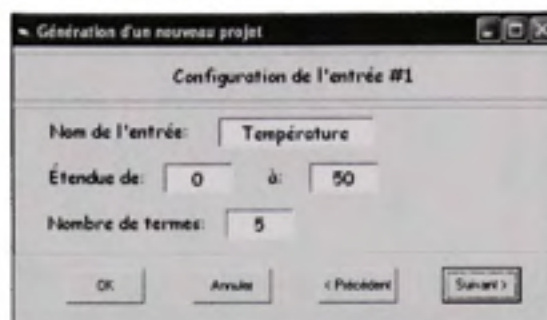 Génération d'un nouveau projet
Configuration de l'entrée #1
Nom de l'entrée: Température
Étendue de: 0 à: 50
Nombre de termes: 5
OK Annuler < Précédent Suivant >